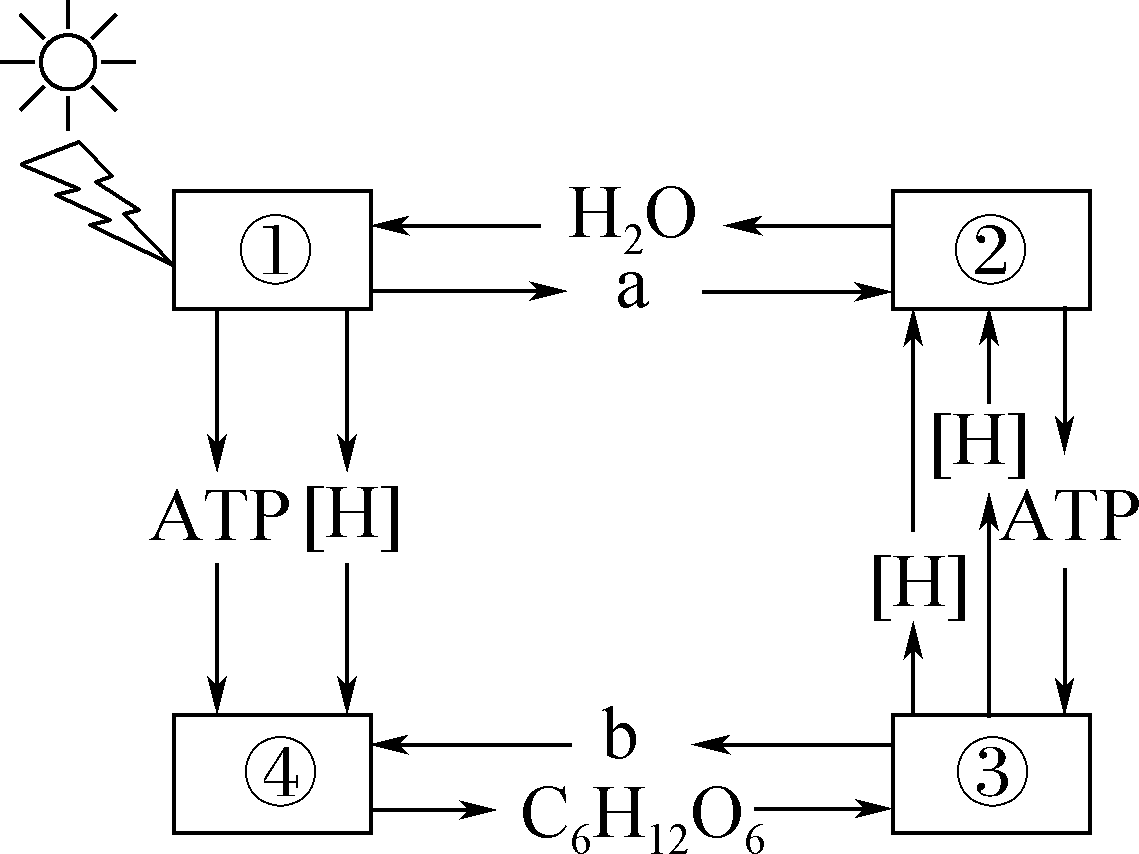 ① H₂O ②
a
[H]
ATP [H] ATP
[H]
b
④ ③
C₆H₁₂O₆